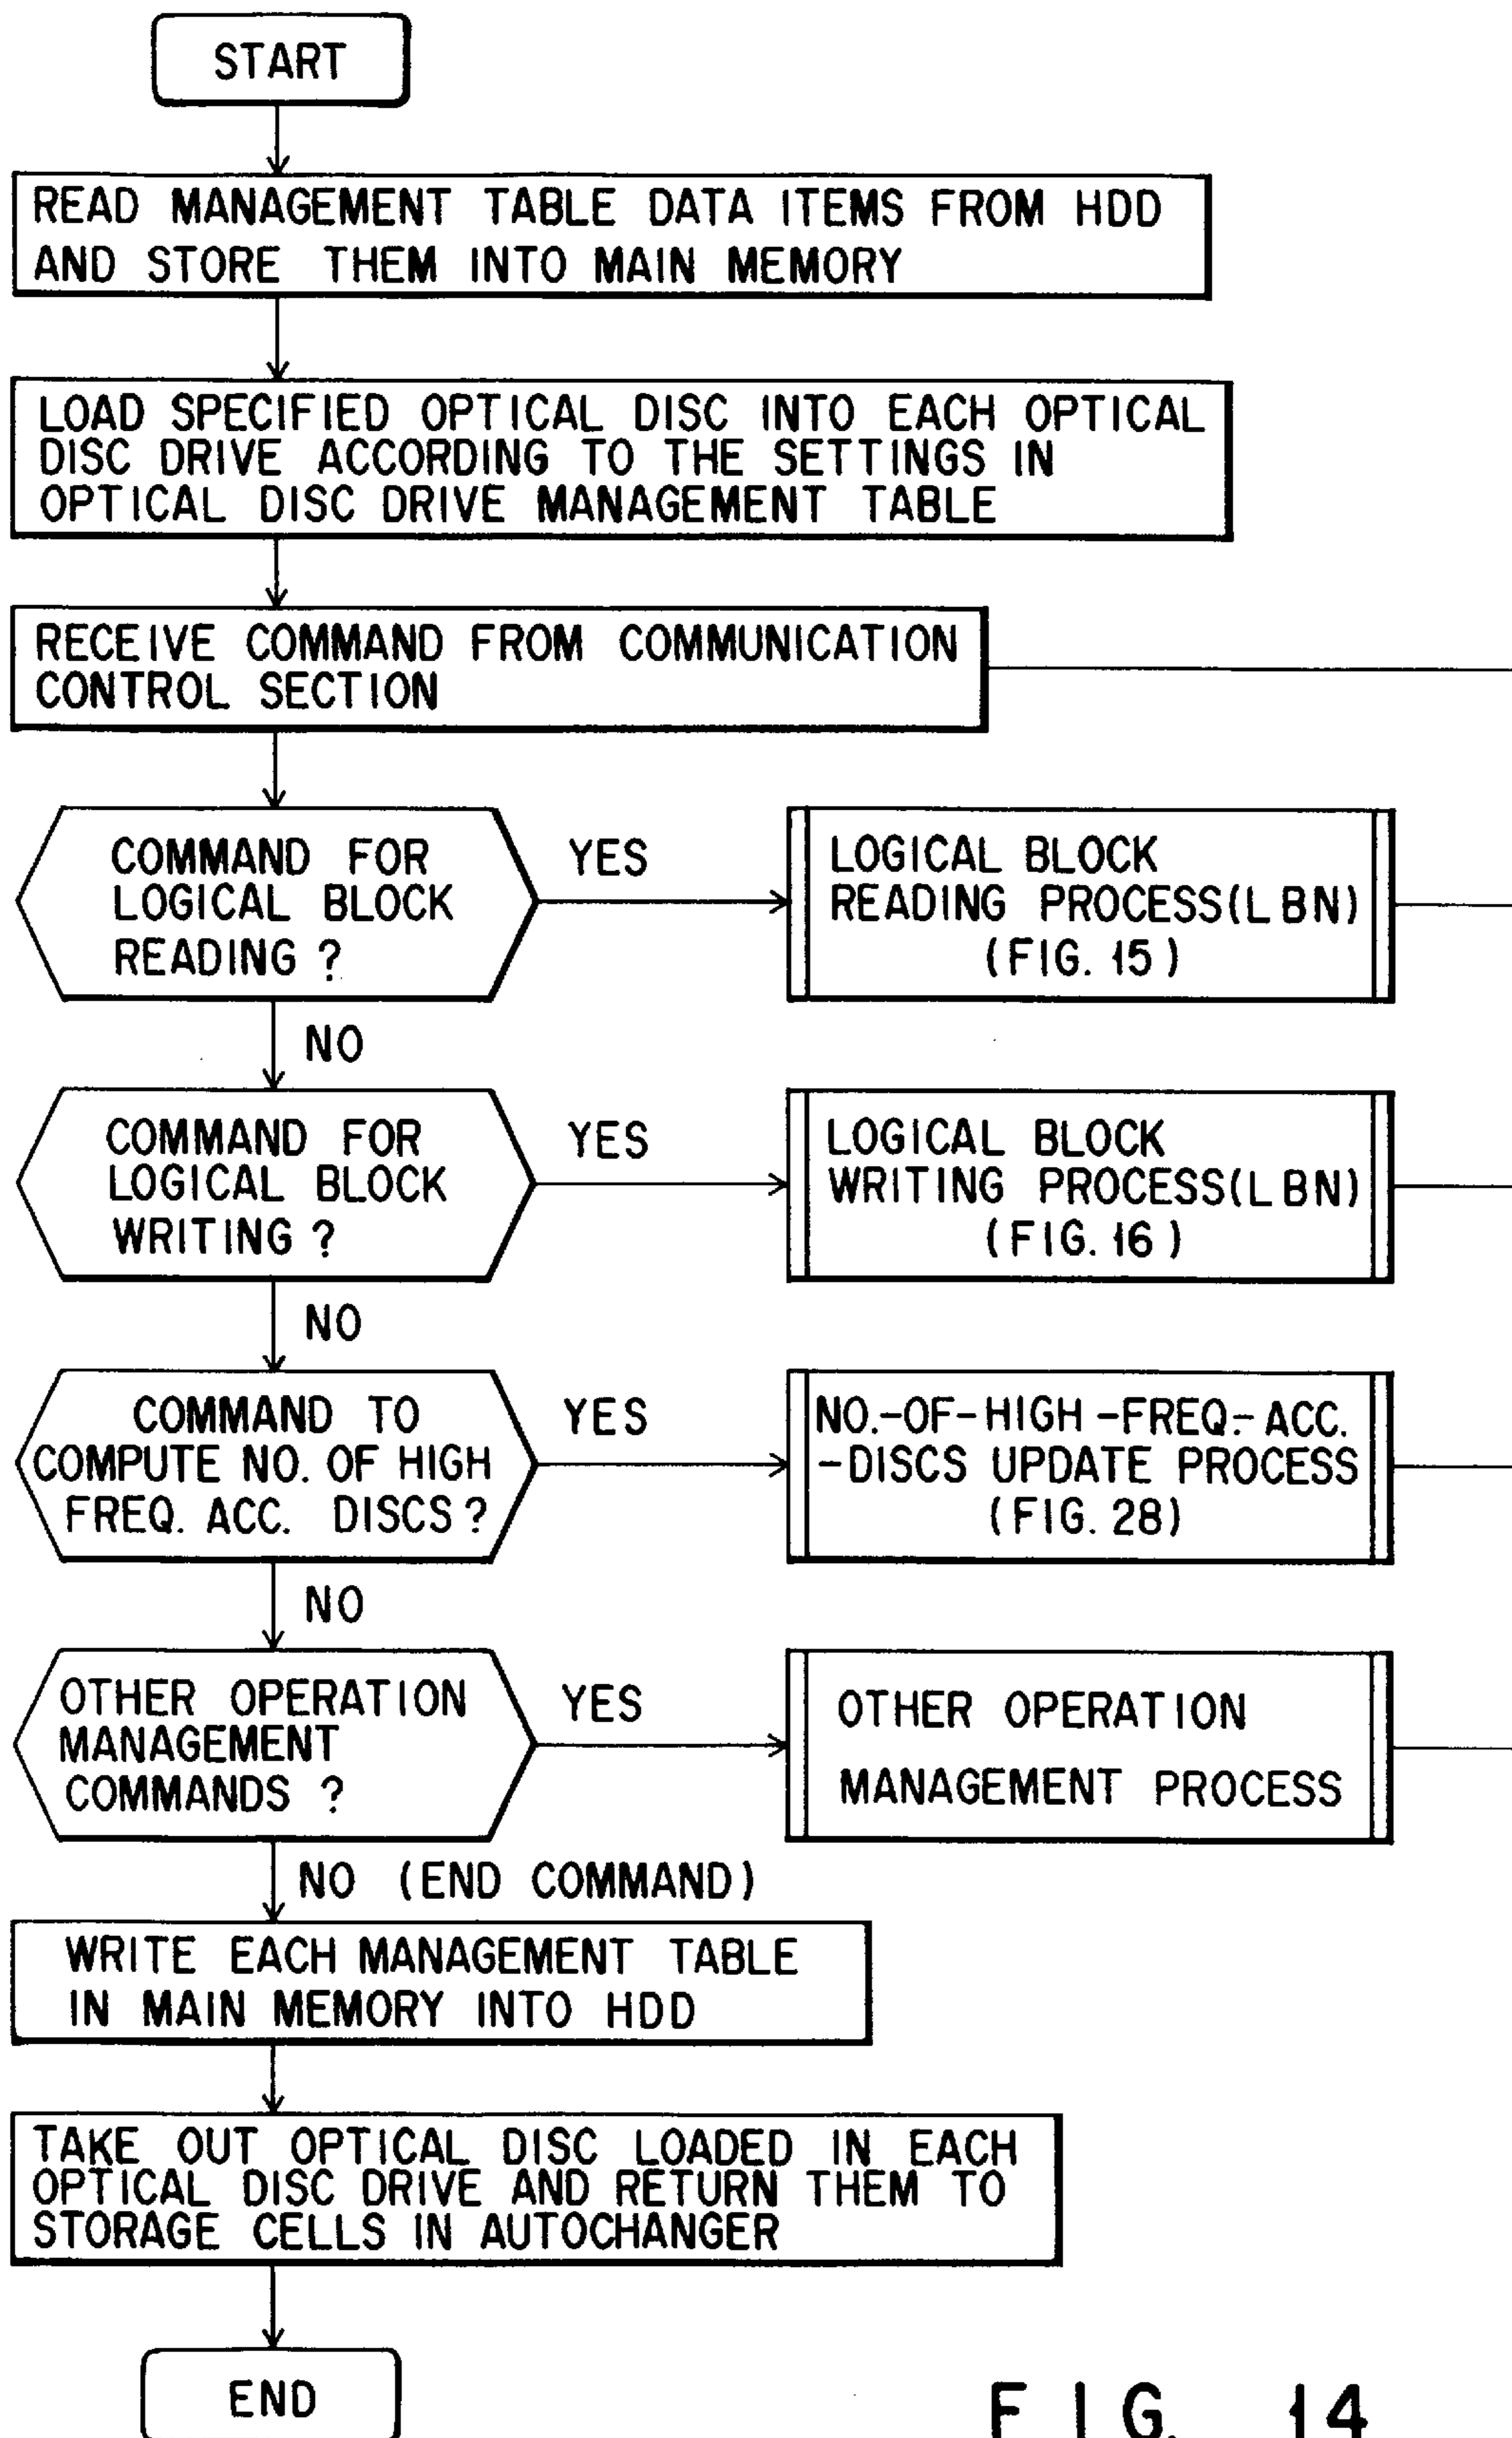 START
READ MANAGEMENT TABLE DATA ITEMS FROM HDD
AND STORE THEM INTO MAIN MEMORY
LOAD SPECIFIED OPTICAL DISC INTO EACH OPTICAL
DISC DRIVE ACCORDING TO THE SETTINGS IN
OPTICAL DISC DRIVE MANAGEMENT TABLE
RECEIVE COMMAND FROM COMMUNICATION
CONTROL SECTION
COMMAND FOR
LOGICAL BLOCK
READING ?
YES
LOGICAL BLOCK
READING PROCESS(LBN)
(FIG. 15)
NO
COMMAND FOR
LOGICAL BLOCK
WRITING ?
YES
LOGICAL BLOCK
WRITING PROCESS(LBN)
(FIG. 16)
NO
COMMAND TO
COMPUTE NO. OF HIGH
FREQ. ACC. DISCS ?
YES
NO.-OF-HIGH-FREQ.-ACC.
-DISCS UPDATE PROCESS
(FIG. 28)
NO
OTHER OPERATION
MANAGEMENT
COMMANDS ?
YES
OTHER OPERATION
MANAGEMENT PROCESS
NO (END COMMAND)
WRITE EACH MANAGEMENT TABLE
IN MAIN MEMORY INTO HDD
TAKE OUT OPTICAL DISC LOADED IN EACH
OPTICAL DISC DRIVE AND RETURN THEM TO
STORAGE CELLS IN AUTOCHANGER
END
FIG. 14